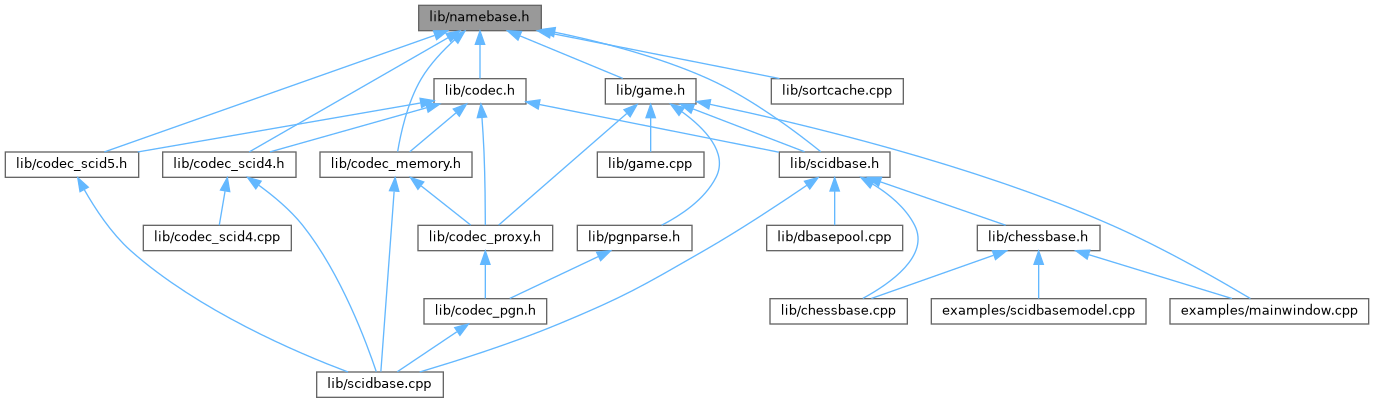 lib/namebase.h
lib/codec.h
lib/game.h
lib/sortcache.cpp
lib/codec_scid5.h
lib/codec_scid4.h
lib/codec_memory.h
lib/game.cpp
lib/scidbase.h
lib/codec_scid4.cpp
lib/codec_proxy.h
lib/pgnparse.h
lib/dbasepool.cpp
lib/chessbase.h
lib/codec_pgn.h
lib/chessbase.cpp
examples/scidbasemodel.cpp
examples/mainwindow.cpp
lib/scidbase.cpp